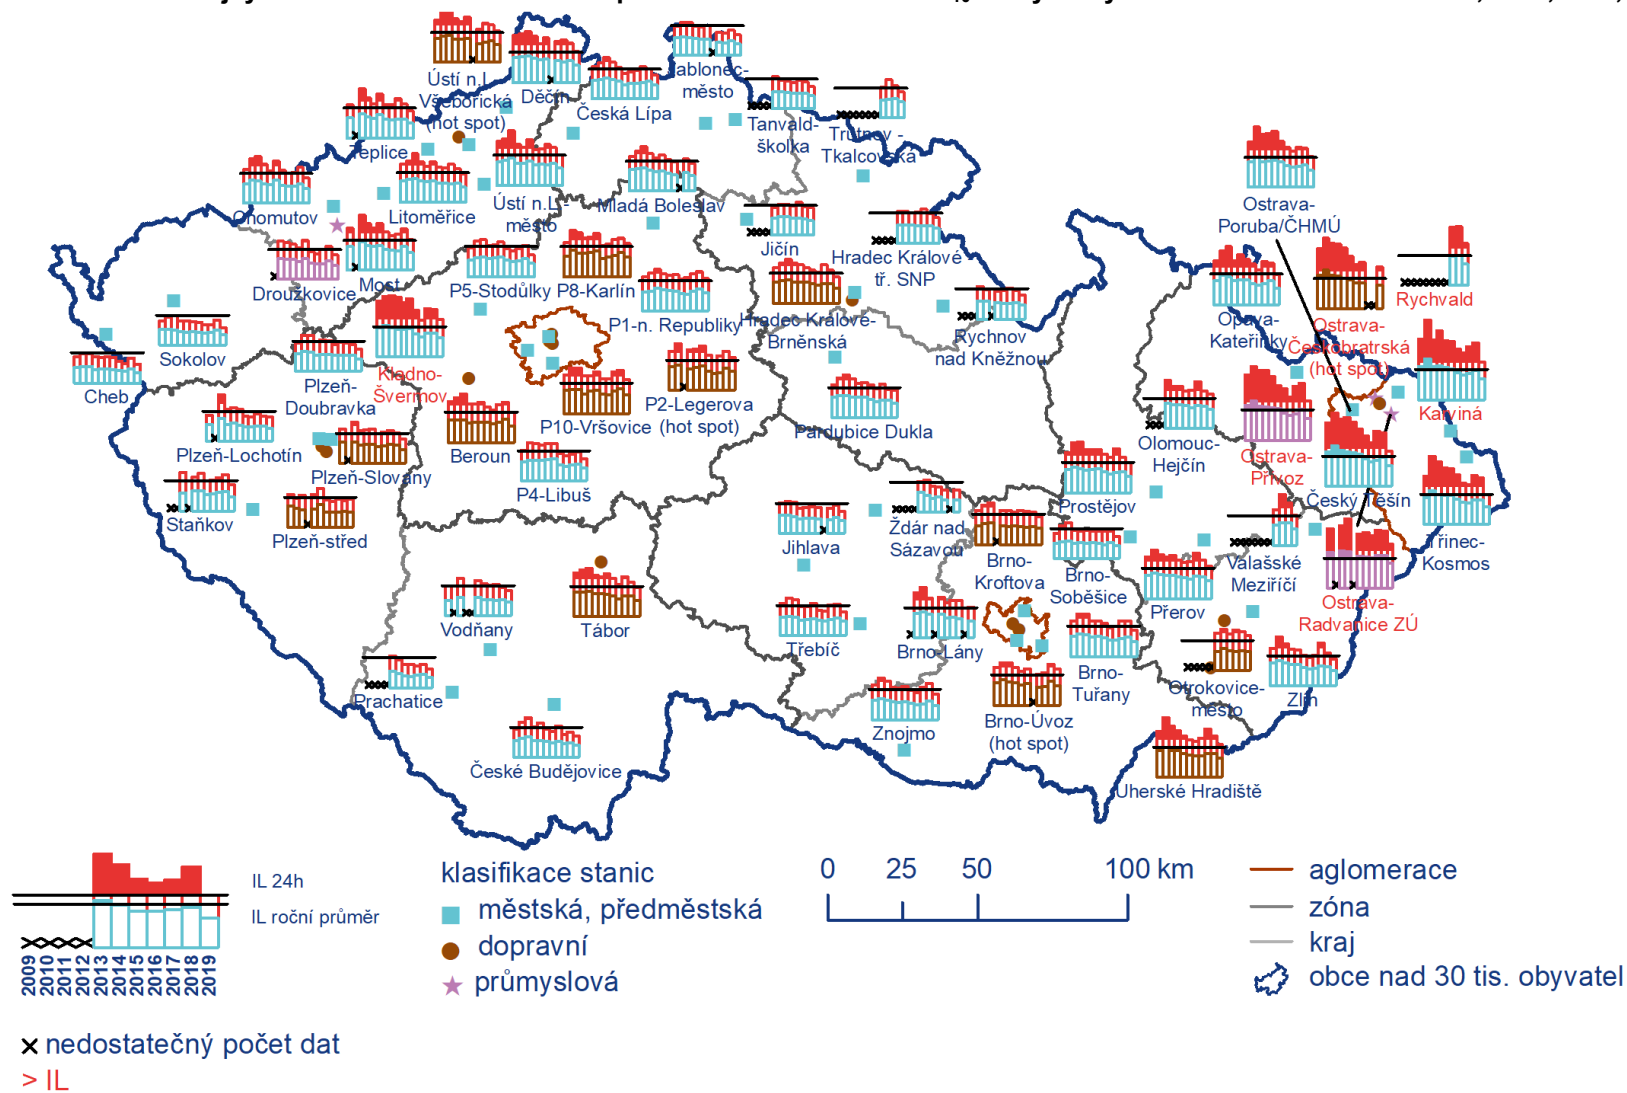 Ústí n.L.-
Všebořická
(hot spot)
Děčín
Česká Lípa
Jablonec-
město
Tanvald-
školka
Trutnov -
Tkalcovská
Teplice
Chomutov
Litoměřice
Ústí n.L.-
město
Mladá Boleslav
Jičín
Hradec Králové
tř. SNP
Ostrava-
Poruba/ČHMÚ
Droužkovice
Most
P5-Stodůlky
P8-Karlín
P1-n. Republiky
Hradec Králové-
Brněnská
Rychnov
nad Kněžnou
Opava-
Kateřinky
Ostrava-
Českobratrská
(hot spot)
Rychvald
Sokolov
Cheb
Plzeň-
Doubravka
Kladno-
Švermov
P10-Vršovice
P2-Legerova
(hot spot)
Pardubice Dukla
Olomouc-
Hejčín
Ostrava-
Přívoz
Karviná
Plzeň-Lochotín
Plzeň-Slovany
Beroun
P4-Libuš
Staňkov
Plzeň-střed
Jihlava
Ždár nad
Sázavou
Prostějov
Český Těšín
Brno-
Kroftova
Brno-
Soběšice
Valašské
Meziříčí
Třinec-
Kosmos
Vodňany
Tábor
Třebíč
Brno-Lány
Přerov
Ostrava-
Radvanice ZÚ
Prachatice
České Budějovice
Znojmo
Brno-Úvoz
(hot spot)
Brno-
Tuřany
Otrokovice-
město
Zlín
Uherské Hradiště
IL 24h
IL roční průměr
2009
2010
2011
2012
2013
2014
2015
2016
2017
2018
2019
× nedostatečný počet dat
> IL
klasifikace stanic
městská, předměstská
dopravní
průmyslová
0 25 50 100 km
aglomerace
zóna
kraj
obce nad 30 tis. obyvatel